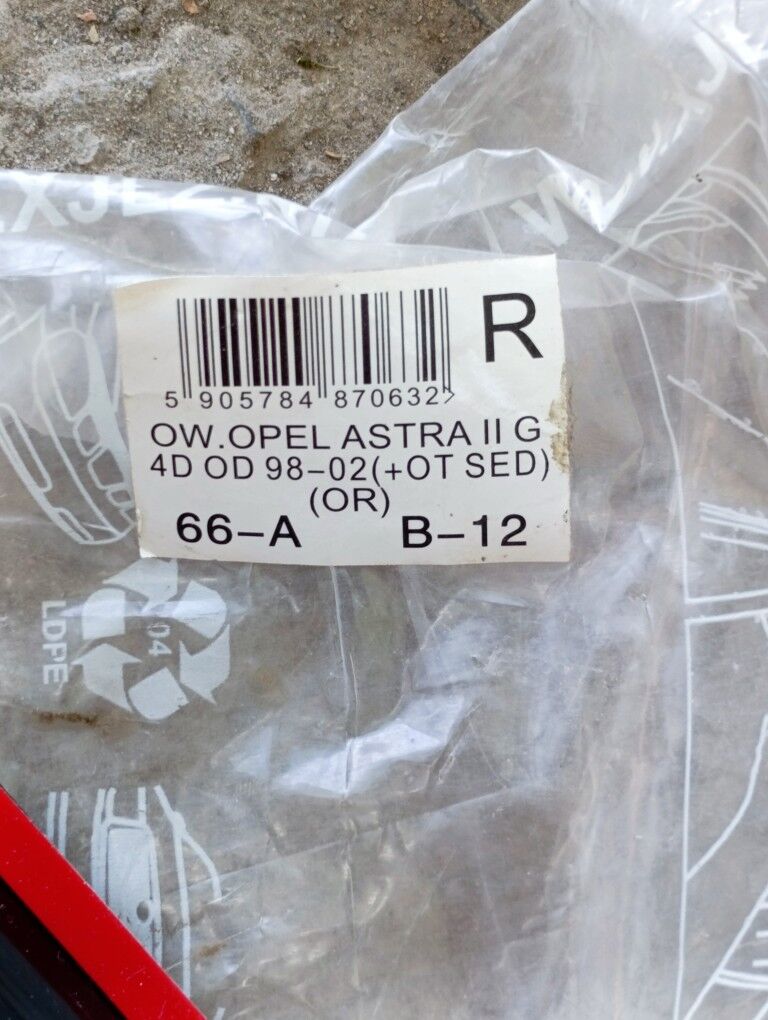 R
5 905784 870632>
OW.OPEL ASTRA II G
4D OD 98-02(+OT SED)
(OR)
66-A B-12
04
LDPE